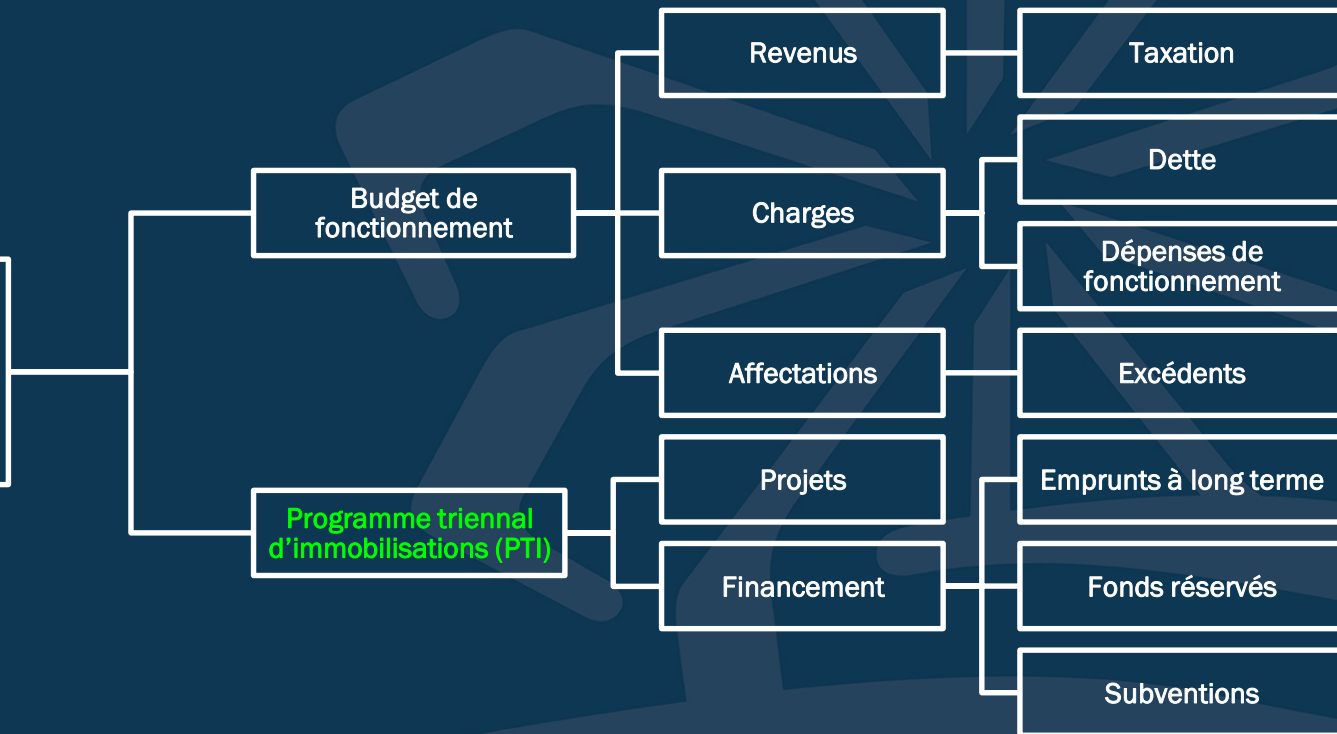 Budget de
fonctionnement
Revenus
Taxation
Charges
Dette
Dépenses de
fonctionnement
Affectations
Excédents
Programme triennal
d’immobilisations (PTI)
Projets
Financement
Emprunts à long terme
Fonds réservés
Subventions